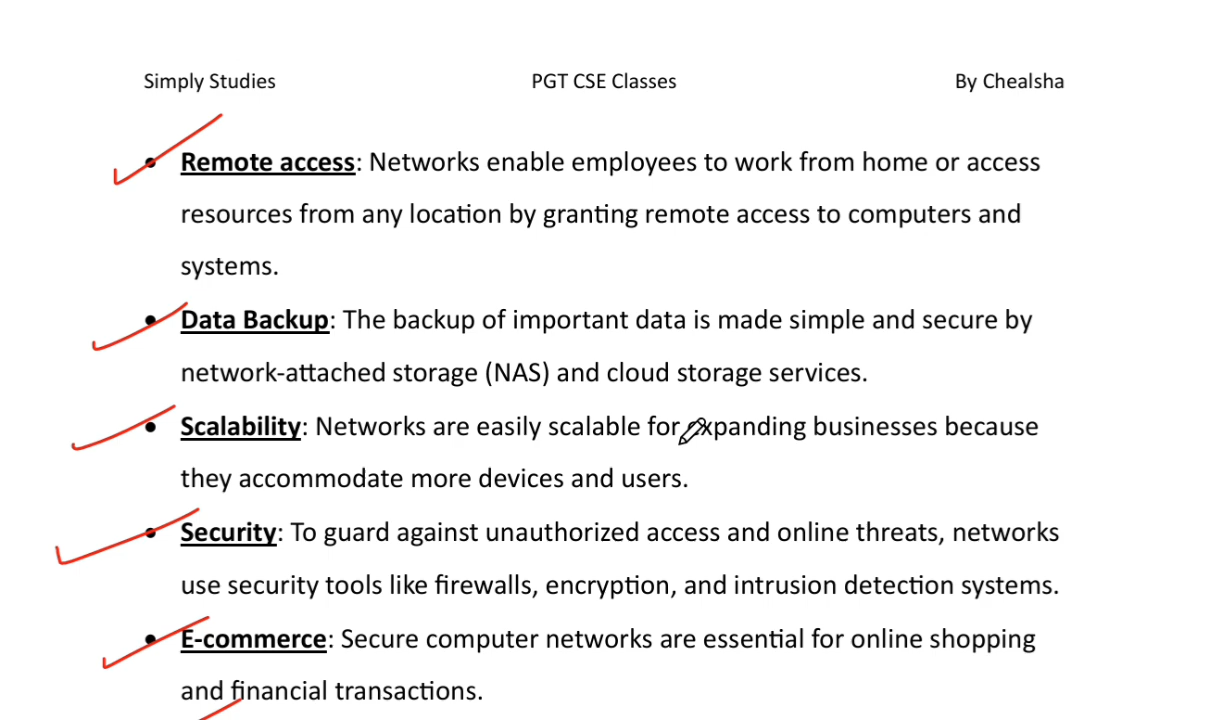 Simply Studies PGT CSE Classes By Chealsha
• Remote access: Networks enable employees to work from home or access
resources from any location by granting remote access to computers and
systems.
• Data Backup: The backup of important data is made simple and secure by
network-attached storage (NAS) and cloud storage services.
• Scalability: Networks are easily scalable for expanding businesses because
they accommodate more devices and users.
• Security: To guard against unauthorized access and online threats, networks
use security tools like firewalls, encryption, and intrusion detection systems.
• E-commerce: Secure computer networks are essential for online shopping
and financial transactions.